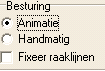 Besturing
Animatie
Handmatig
Fixeer raaklijnen